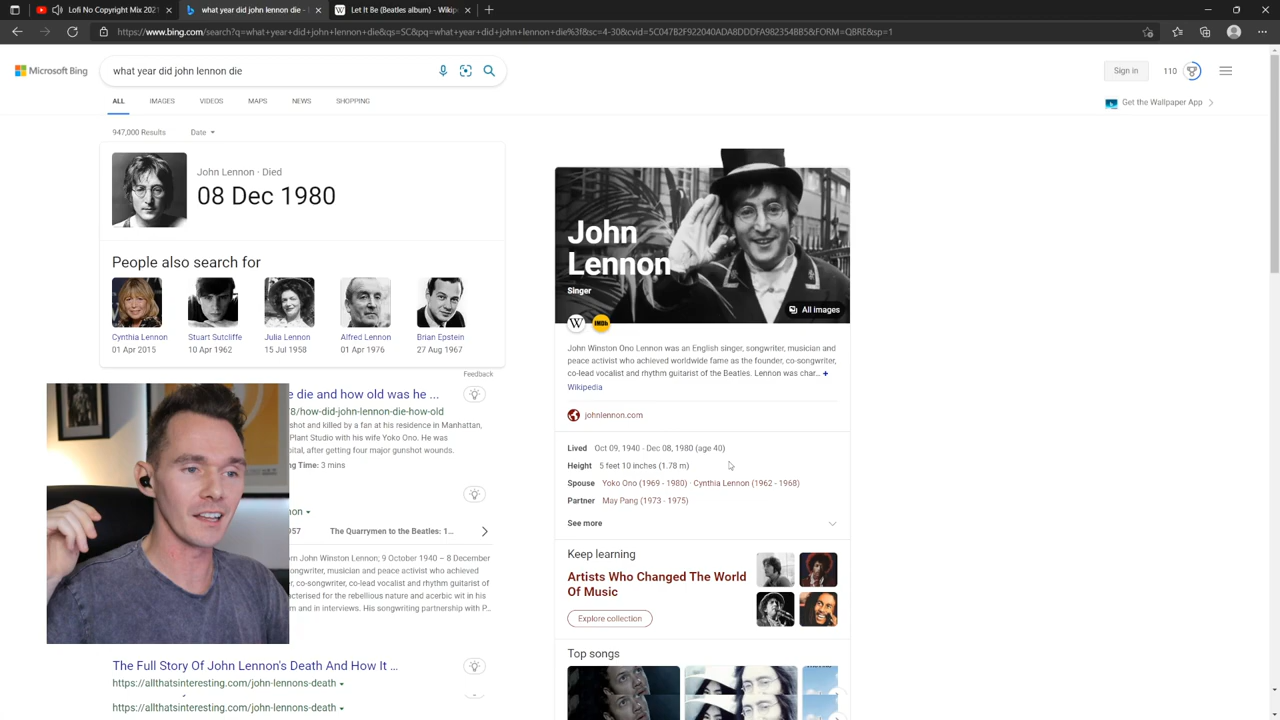 Lofi No Copyright Mix 202
Let It Be (Beatles album) - W
https://www.bing.com/search?q=what+year+did+john+lennon+die&qs=SC&pq=what+year+did+john+lennon+die%3f&sc=4-30&cvid=5C047B2F922040ADA8DDDFA9823548B5&FORM=QBRE&sp=1
Microsoft Bing
what year did john lennon die
Sign in
110
ALL
IMAGES
VIDEOS
MAPS
NEWS
SHOPPING
Get the Wallpaper App
947,000 Results
Date
John Lennon · Died
08 Dec 1980
People also search for
Cynthia Lennon
01 Apr 2015
Stuart Sutcliffe
10 Apr 1962
Julia Lennon
15 Jul 1958
Alfred Lennon
01 Apr 1976
Brian Epstein
27 Aug 1967
Feedback
e die and how old was he ...
8/how-did-john-lennon-die-how-old
shot and killed by a fan at his residence in Manhattan,
Plant Studio with his wife Yoko Ono. He was
pital, after getting four major gunshot wounds.
ng Time: 3 mins
non
957
The Quarrymen to the Beatles: 1...
rn John Winston Lennon; 9 October 1940 – 8 December
r, songwriter, musician and peace activist who achieved
r, co-songwriter, co-lead vocalist and rhythm guitarist of
cterised for the rebellious nature and acerbic wit in his
m and in interviews. His songwriting partnership with P...
The Full Story Of John Lennon's Death And How It ...
https://allthatsinteresting.com/john-lennons-death
https://allthatsinteresting.com/john-lennons-death
John
Lennon
Singer
All images
W
IMDb
John Winston Ono Lennon was an English singer, songwriter, musician and
peace activist who achieved worldwide fame as the founder, co-songwriter,
co-lead vocalist and rhythm guitarist of the Beatles. Lennon was char... +
Wikipedia
johnlennon.com
Lived Oct 09, 1940 - Dec 08, 1980 (age 40)
Height 5 feet 10 inches (1.78 m)
Spouse Yoko Ono (1969 - 1980) · Cynthia Lennon (1962 - 1968)
Partner May Pang (1973 - 1975)
See more
Keep learning
Artists Who Changed The World
Of Music
Explore collection
Top songs